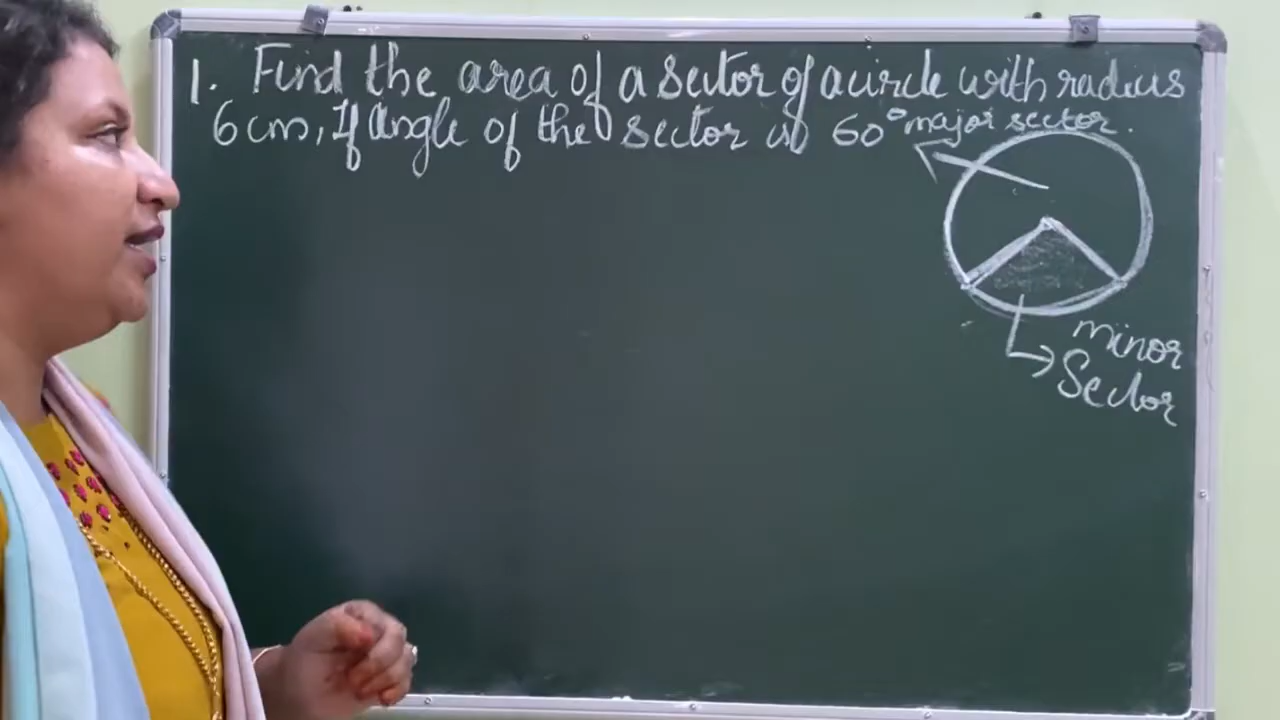 1. Find the area of a Sector of a circle with radius
6 cm, If angle of the sector is 60°
major sector.
minor
Sector